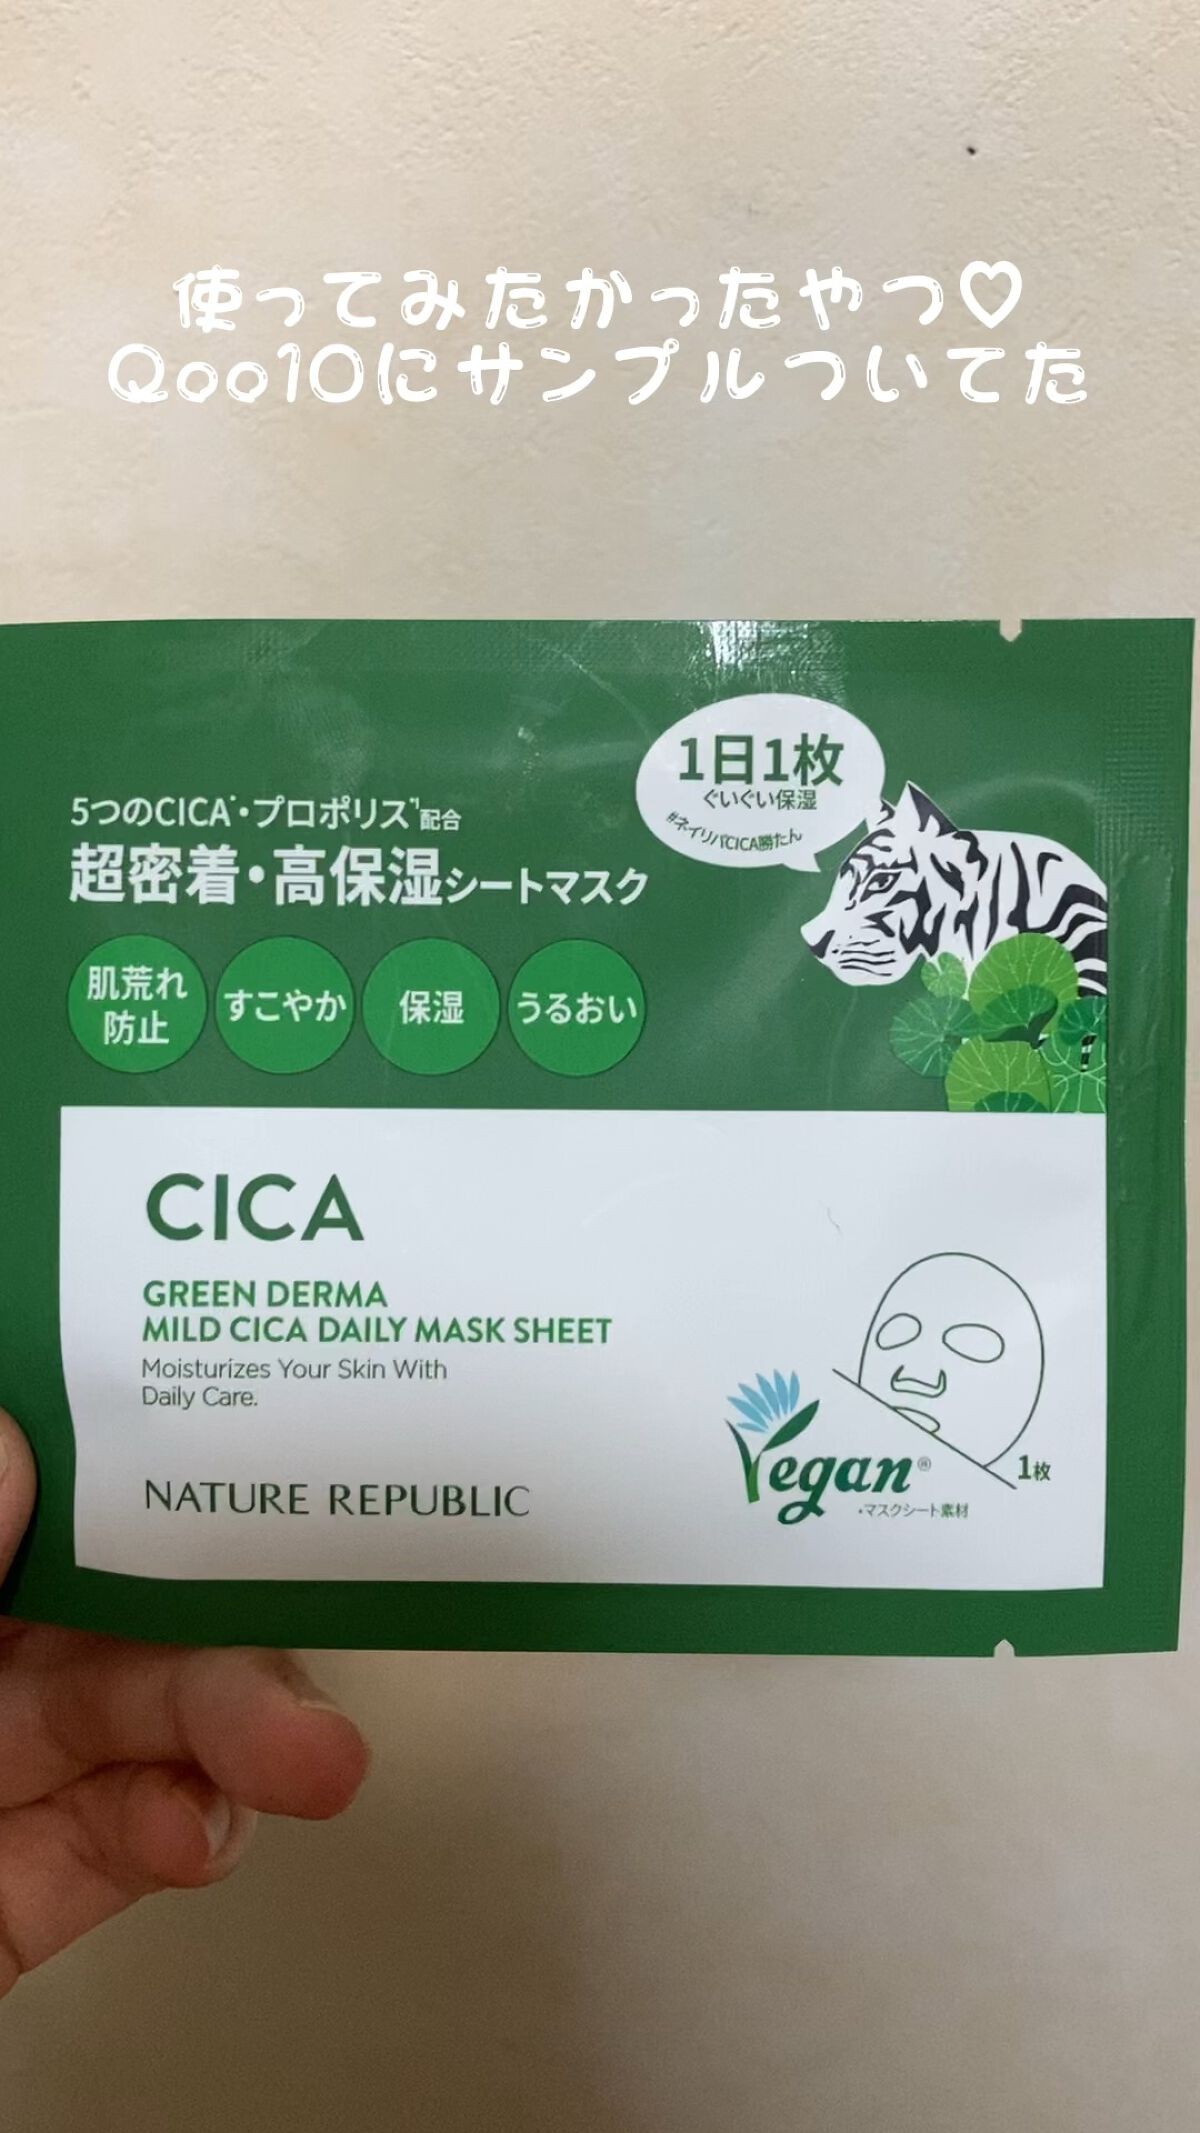 使ってみたかったやつ♡
Qoo10にサンプルついてた
1日1枚
ぐいぐい保湿
#ネイリパCICA勝たん
5つのCICA*・プロポリス*1配合
超密着・高保湿シートマスク
肌荒れ
防止
すこやか
保湿
うるおい
CICA
GREEN DERMA
MILD CICA DAILY MASK SHEET
Moisturizes Your Skin With
Daily Care.
NATURE REPUBLIC
Vegan®
・マスクシート素材
1枚